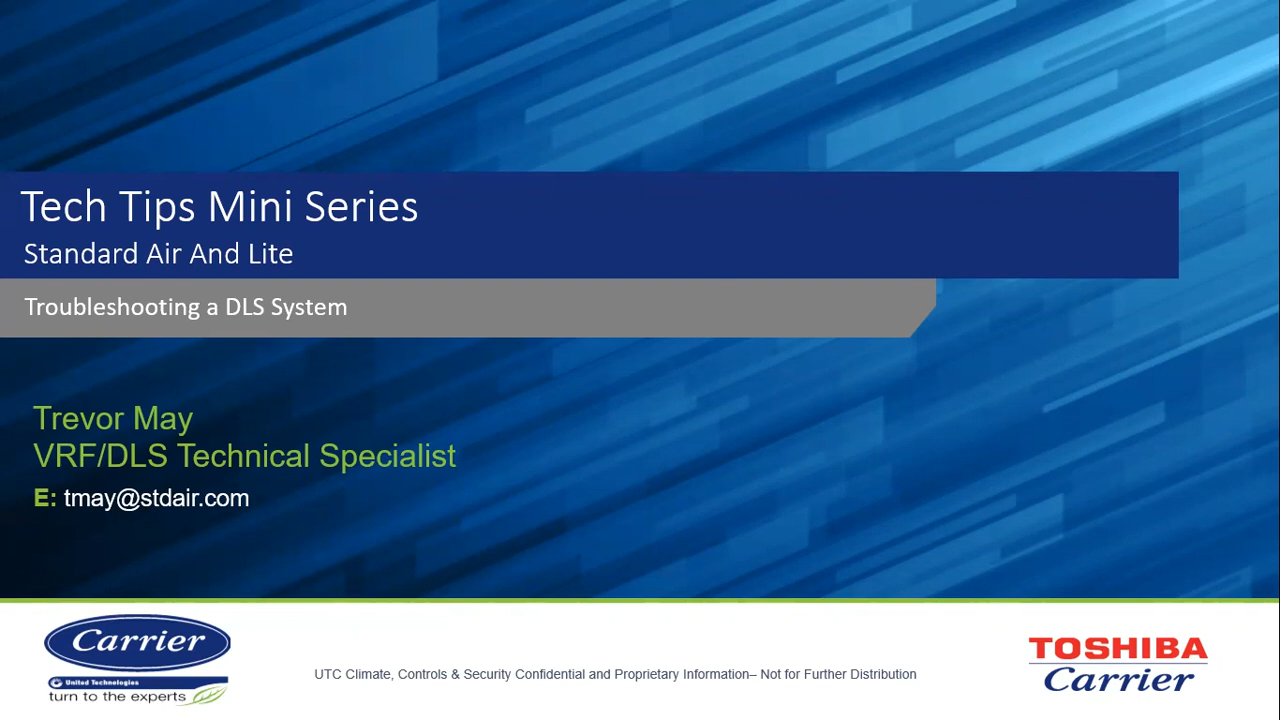 Tech Tips Mini Series
Standard Air And Lite
Troubleshooting a DLS System
Trevor May
VRF/DLS Technical Specialist
E: tmay@stdair.com
Carrier
United Technologies
turn to the experts
UTC Climate, Controls & Security Confidential and Proprietary Information– Not for Further Distribution
TOSHIBA
Carrier